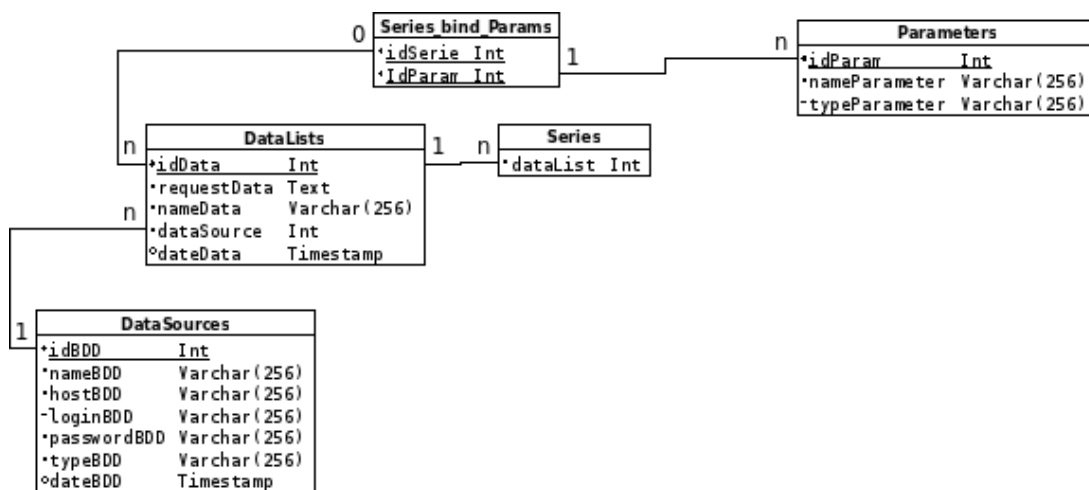 Series_bind_Params
idSerie Int
IdParam Int
0
1
n
Parameters
idParam Int
nameParameter Varchar(256)
typeParameter Varchar(256)
DataLists
idData Int
requestData Text
nameData Varchar(256)
dataSource Int
dateData Timestamp
n
n
1
n
Series
dataList Int
1
DataSources
idBDD Int
nameBDD Varchar(256)
hostBDD Varchar(256)
loginBDD Varchar(256)
passwordBDD Varchar(256)
typeBDD Varchar(256)
dateBDD Timestamp